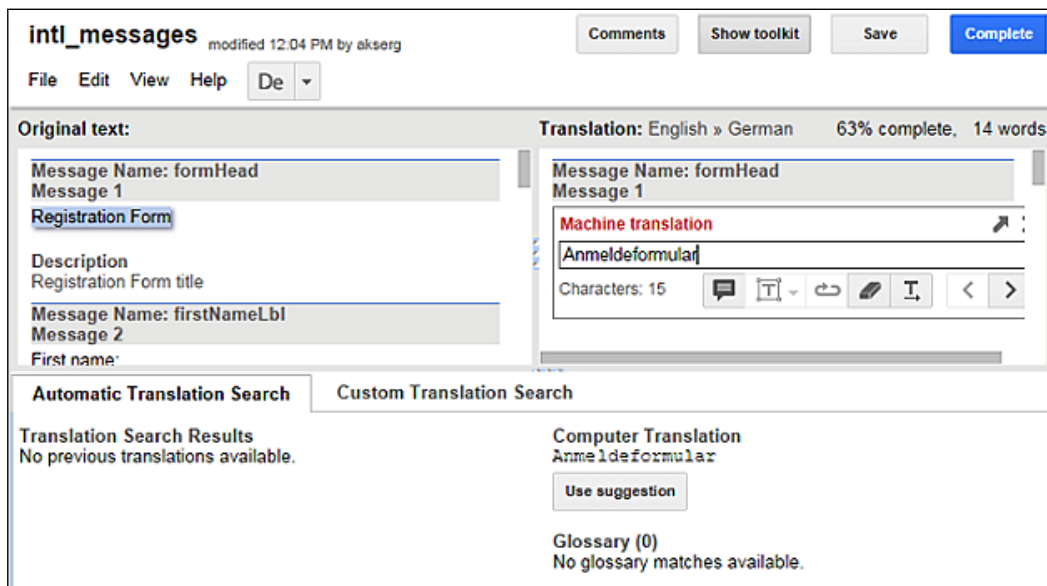 intl_messages modified 12:04 PM by akserg
Comments Show toolkit Save Complete
File Edit View Help De
Original text:
Message Name: formHead
Message 1
Registration Form
Description
Registration Form title
Message Name: firstNameLbl
Message 2
First name:
Translation: English » German 63% complete, 14 words
Message Name: formHead
Message 1
Machine translation
Anmeldeformular
Characters: 15
Automatic Translation Search Custom Translation Search
Translation Search Results
No previous translations available.
Computer Translation
Anmeldeformular
Use suggestion
Glossary (0)
No glossary matches available.